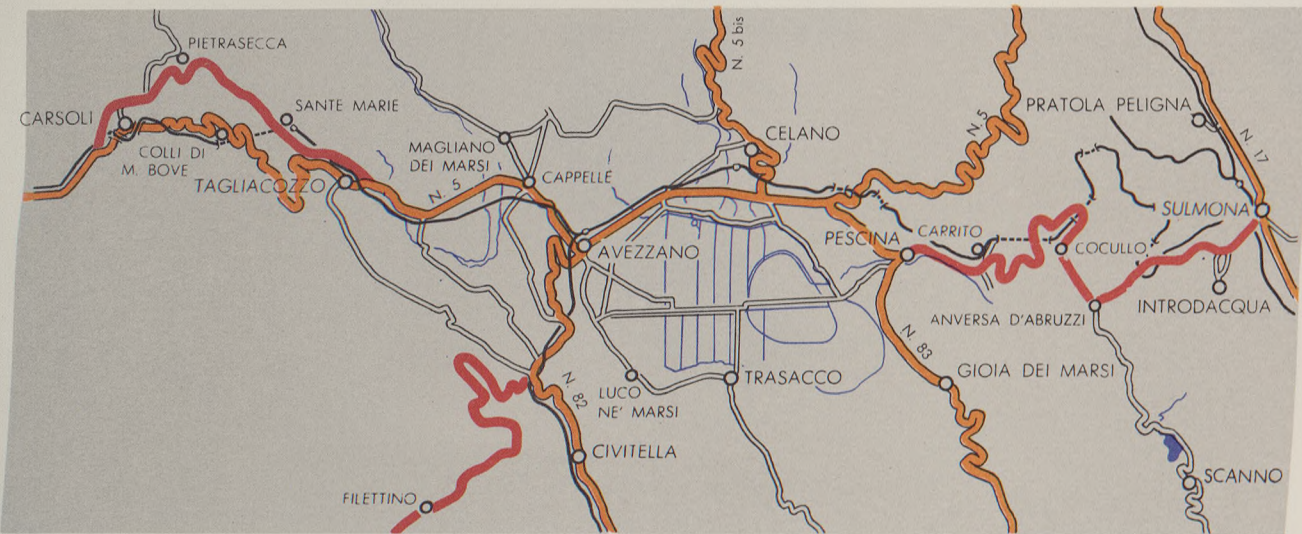 PIETRASECCA
CARSOLI
SANTE MARIE
COLLI DI
M. BOVE
TAGLIACOZZO
MAGLIANO
DEI MARSI
CAPPELLE
N. 5
N. 5 bis
CELANO
N. 5
PRATOLA PELIGNA
N. 17
SULMONA
AVEZZANO
PESCINA
CARRITO
COCULLO
INTRODACQUA
ANVERSA D'ABRUZZI
N. 83
GIOIA DEI MARSI
TRASACCO
LUCO
NE' MARSI
N. 82
CIVITELLA
FILETTINO
SCANNO